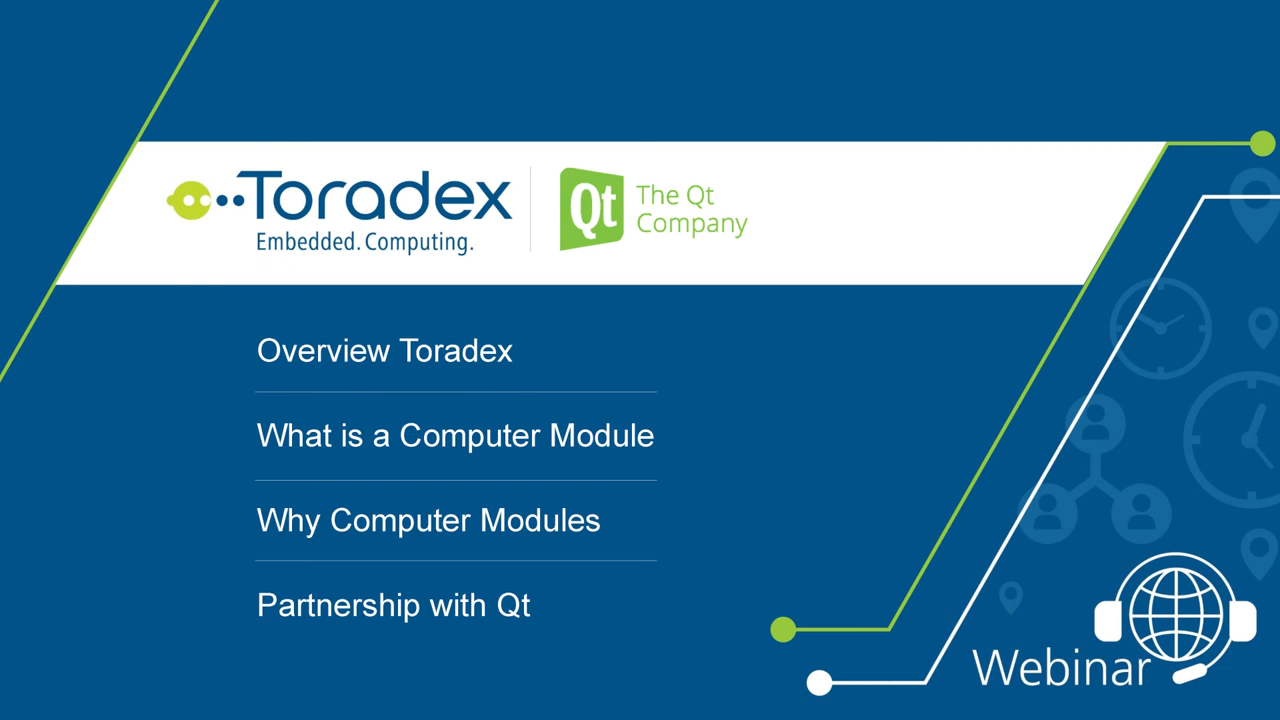 Toradex
Embedded. Computing.
Qt
The Qt
Company
Overview Toradex
What is a Computer Module
Why Computer Modules
Partnership with Qt
Webinar